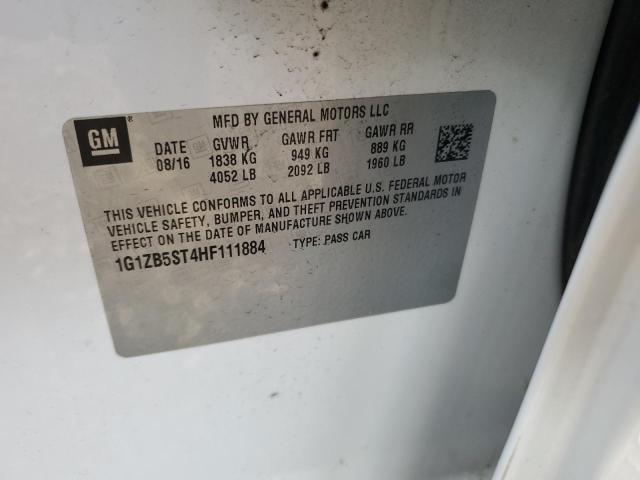 GM
MFD BY GENERAL MOTORS LLC
DATE GVWR GAWR FRT GAWR RR
08/16 1838 KG 949 KG 889 KG
4052 LB 2092 LB 1960 LB
THIS VEHICLE CONFORMS TO ALL APPLICABLE U.S. FEDERAL MOTOR
VEHICLE SAFETY, BUMPER, AND THEFT PREVENTION STANDARDS IN
EFFECT ON THE DATE OF MANUFACTURE SHOWN ABOVE.
1G1ZB5ST4HF111884 TYPE: PASS CAR